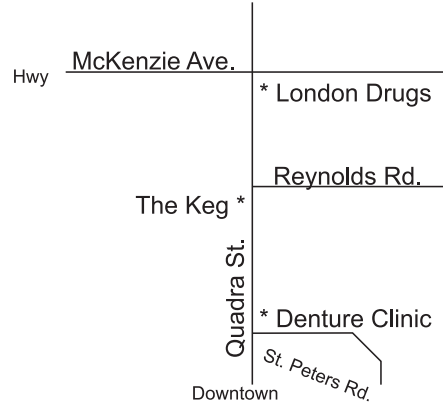 McKenzie Ave.
Hwy
* London Drugs
Reynolds Rd.
The Keg *
Quadra St.
* Denture Clinic
St. Peters Rd.
Downtown